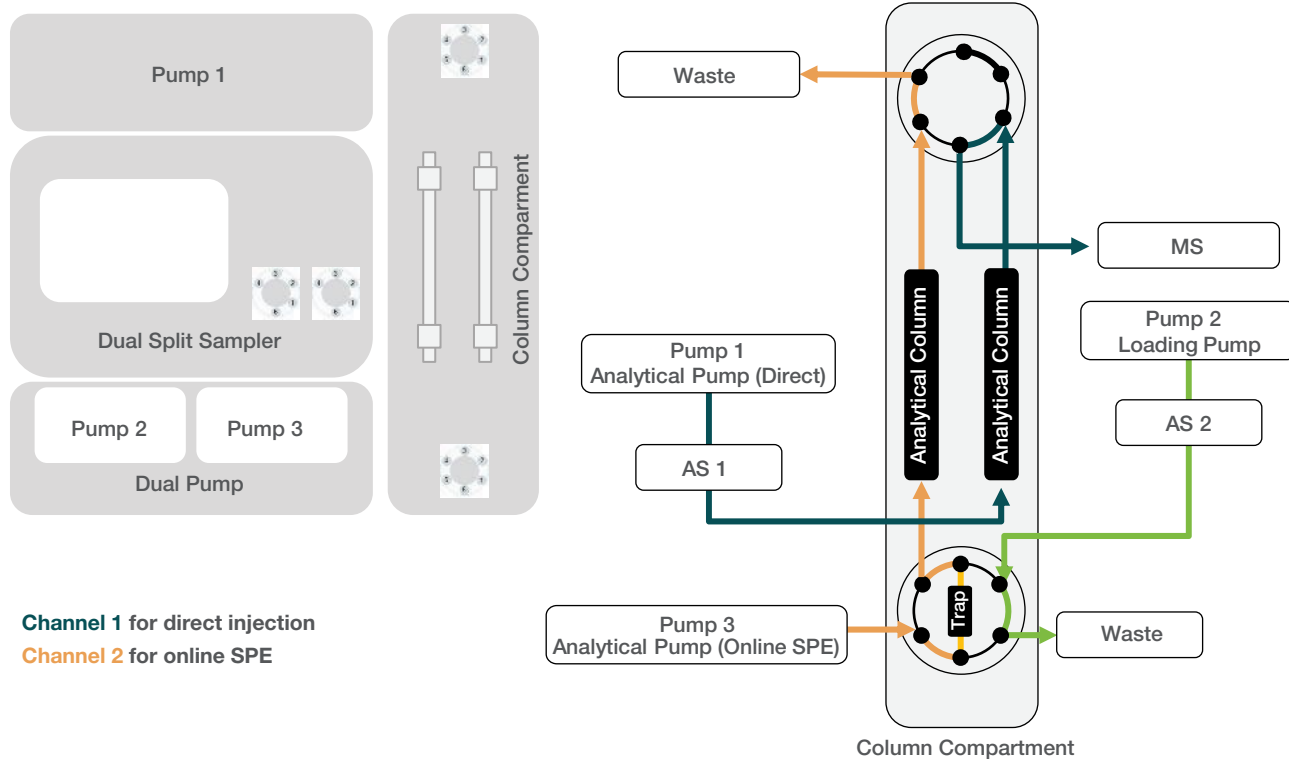 Pump 1
Dual Split Sampler
Pump 2
Pump 3
Dual Pump
Column Comparment
Channel 1 for direct injection
Channel 2 for online SPE
Waste
MS
Analytical Column
Analytical Column
Pump 1
Analytical Pump (Direct)
AS 1
Pump 2
Loading Pump
AS 2
Trap
Pump 3
Analytical Pump (Online SPE)
Waste
Column Compartment